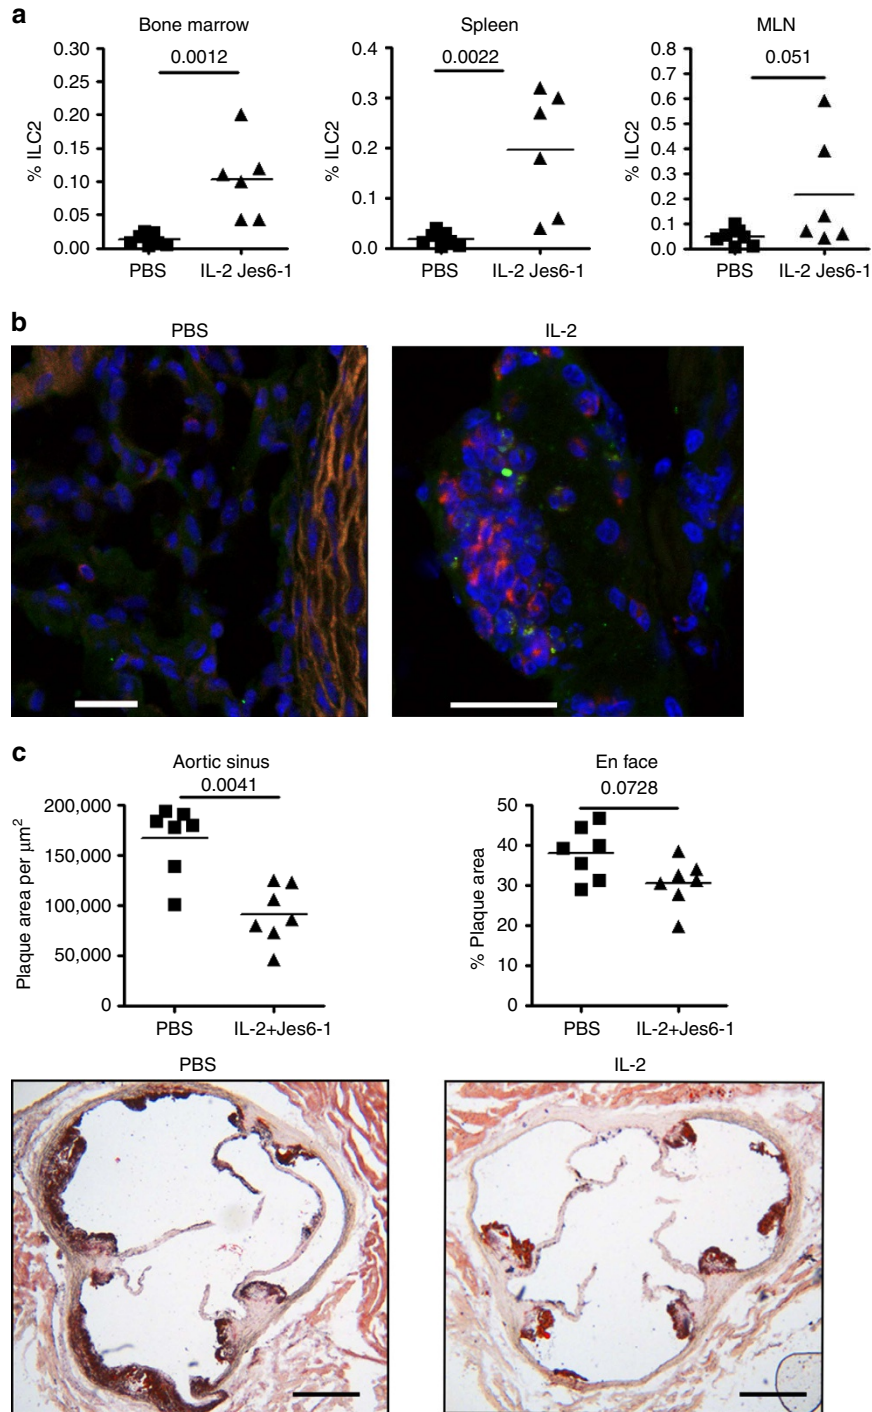 a
Bone marrow
Spleen
MLN
0.30
0.25
0.20
0.15
0.10
0.05
0.00
% ILC2
0.0012
PBS
IL-2 Jes6-1
0.4
0.3
0.2
0.1
0.0
% ILC2
0.0022
PBS
IL-2 Jes6-1
0.8
0.7
0.6
0.5
0.4
0.3
0.2
0.1
0.0
% ILC2
0.051
PBS
IL-2 Jes6-1
b
PBS
IL-2
c
Aortic sinus
0.0041
200,000
150,000
100,000
50,000
0
Plaque area per μm²
PBS
IL-2+Jes6-1
En face
0.0728
50
40
30
20
10
0
% Plaque area
PBS
IL-2+Jes6-1
PBS
IL-2